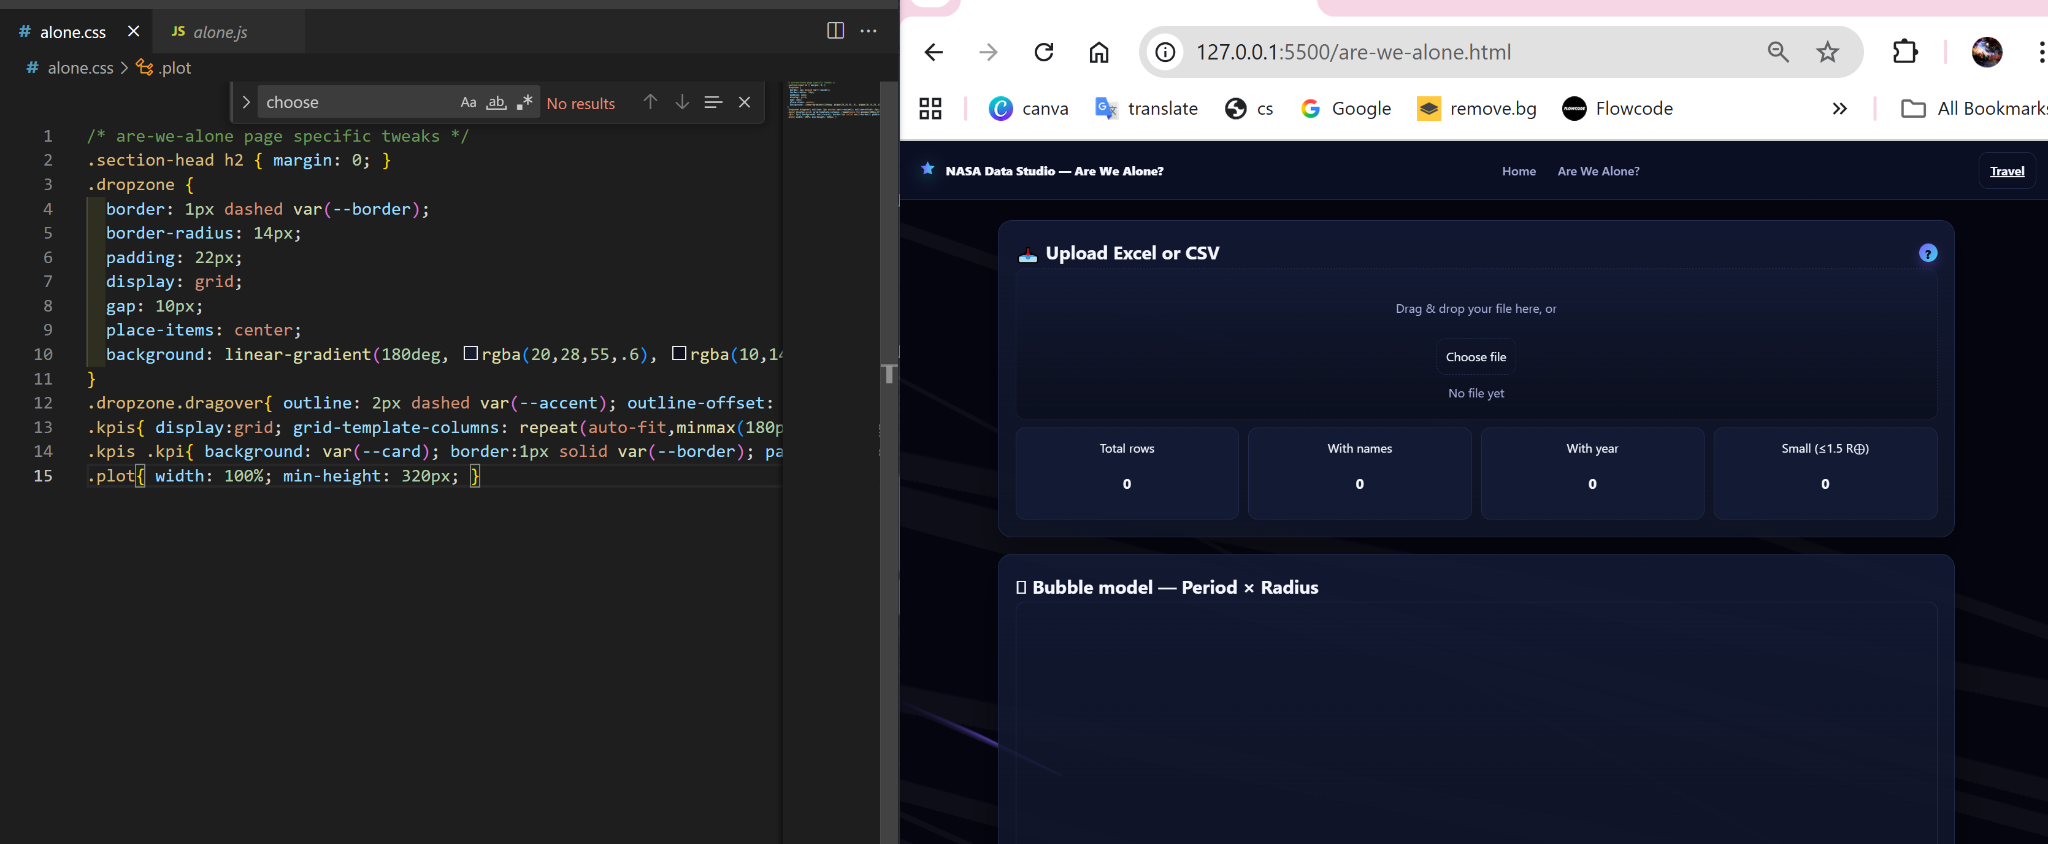 # alone.css
JS alone.js
# alone.css > .plot
choose
Aa ab .* No results
1 /* are-we-alone page specific tweaks */
2 .section-head h2 { margin: 0; }
3 .dropzone {
4 border: 1px dashed var(--border);
5 border-radius: 14px;
6 padding: 22px;
7 display: grid;
8 gap: 10px;
9 place-items: center;
10 background: linear-gradient(180deg, rgba(20,28,55,.6), rgba(10,14
11 }
12 .dropzone.dragover{ outline: 2px dashed var(--accent); outline-offset:
13 .kpis{ display:grid; grid-template-columns: repeat(auto-fit,minmax(180p
14 .kpis .kpi{ background: var(--card); border:1px solid var(--border); pa
15 .plot{ width: 100%; min-height: 320px; }
T
127.0.0.1:5500/are-we-alone.html
canva translate cs Google remove.bg Flowcode » All Bookmarks
NASA Data Studio — Are We Alone? Home Are We Alone? Travel
Upload Excel or CSV ?
Drag & drop your file here, or
Choose file
No file yet
Total rows
0
With names
0
With year
0
Small (≤1.5 R⊕)
0
Bubble model — Period × Radius